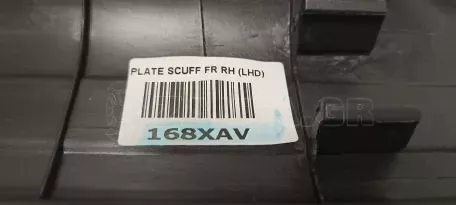 PLATE SCUFF FR RH (LHD)
168XAV